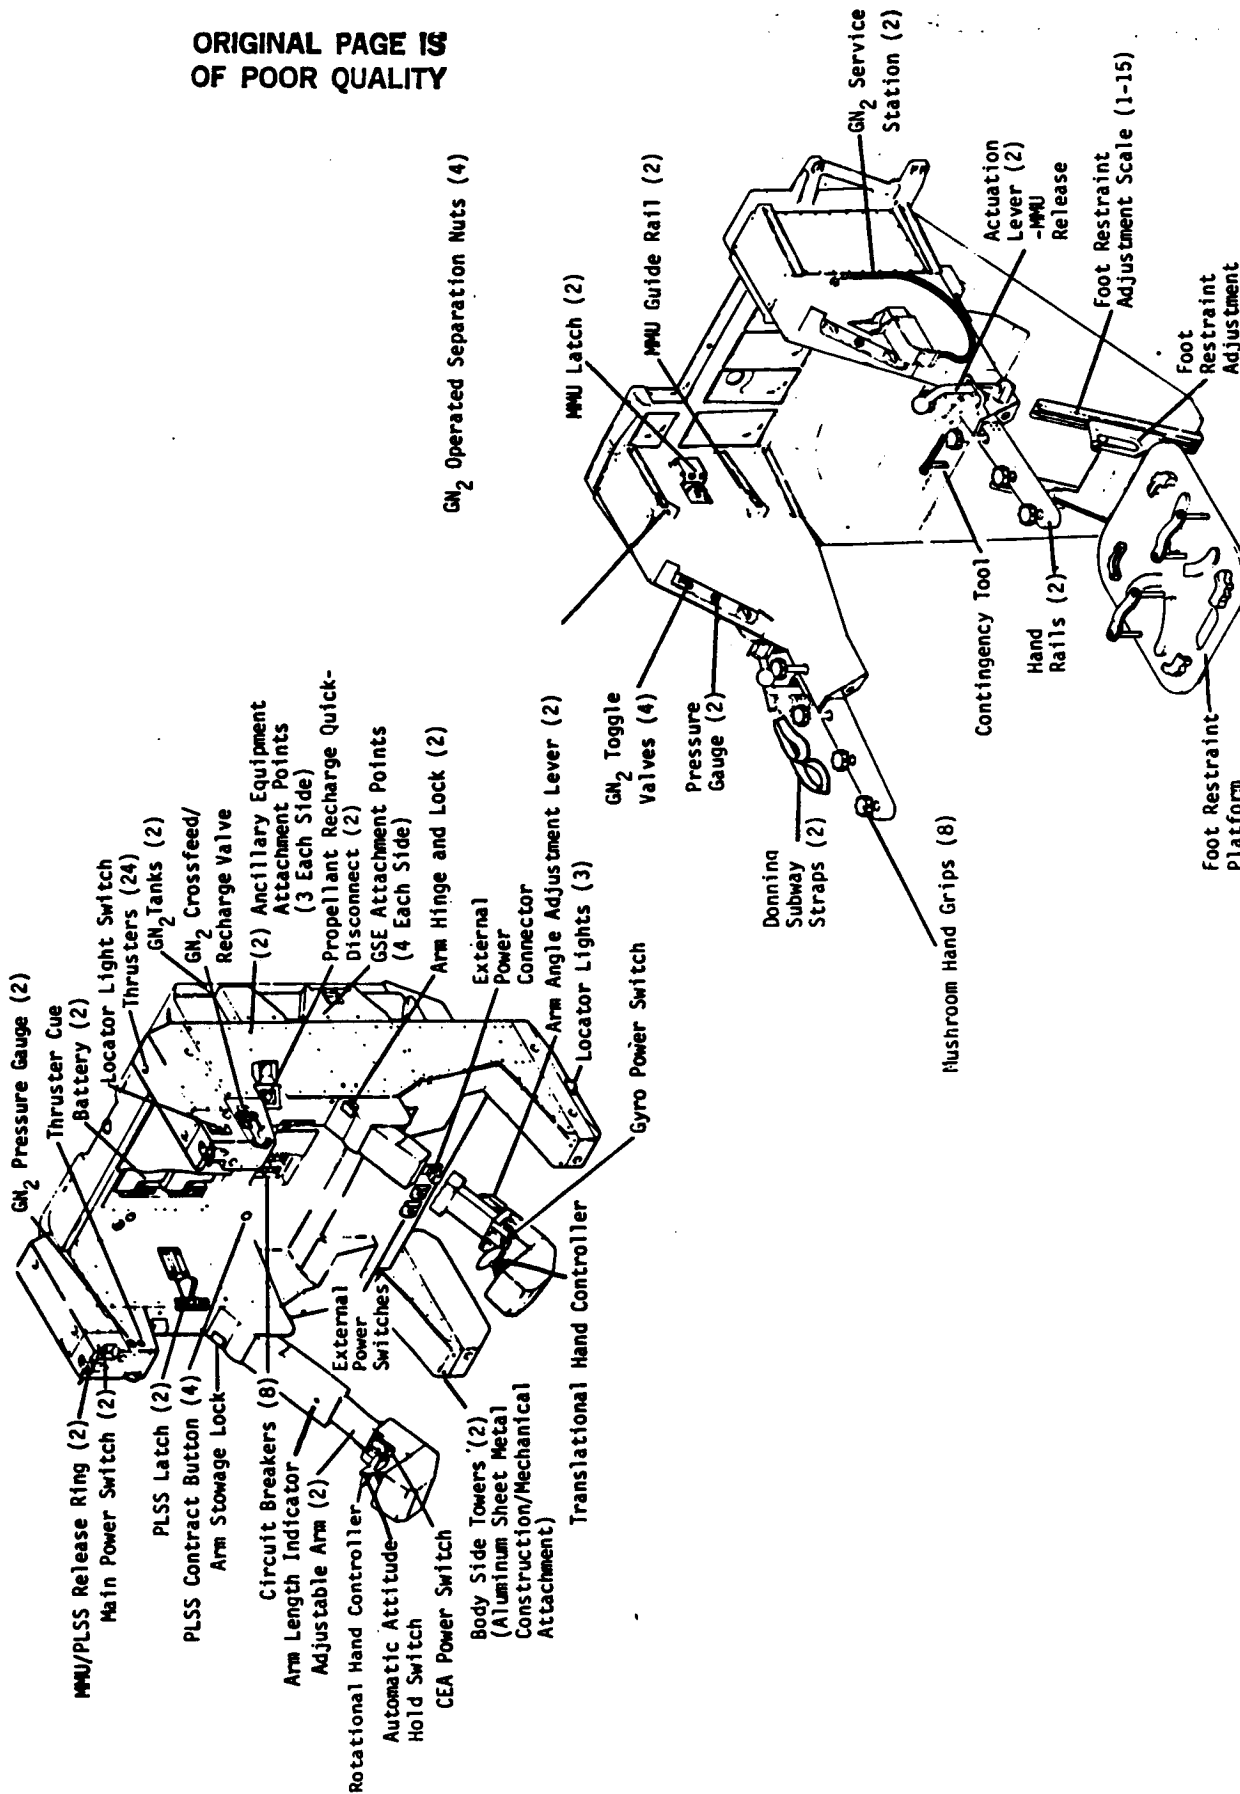 ORIGINAL PAGE IS
OF POOR QUALITY
GN2 Pressure Gauge (2)
Thruster Cue
Battery (2)
Locator Light Switch
Thrusters (24)
GN2 Tanks (2)
GN2 Crossfeed/
Recharge Valve
(2) Ancillary Equipment
Attachment Points
(3 Each Side)
Propellant Recharge Quick-
Disconnect (2)
GSE Attachment Points
(4 Each Side)
Arm Hinge and Lock (2)
External
Power
Connector
Arm Angle Adjustment Lever (2)
Locator Lights (3)
Gyro Power Switch
MMU/PLSS Release Ring (2)
Main Power Switch (2)
PLSS Latch (2)
PLSS Contract Button (4)
Arm Stowage Lock
Circuit Breakers (8)
Arm Length Indicator
Adjustable Arm (2)
Rotational Hand Controller
Automatic Attitude
Hold Switch
CEA Power Switch
External
Power
Switches
Body Side Towers (2)
(Aluminum Sheet Metal
Construction/Mechanical
Attachment)
Translational Hand Controller
GN2 Operated Separation Nuts (4)
MMU Latch (2)
MMU Guide Rail (2)
GN2 Service
Station (2)
Actuation
Lever (2)
-MMU
Release
Foot Restraint
Adjustment Scale (1-15)
Foot
Restraint
Adjustment
GN2 Toggle
Valves (4)
Pressure
Gauge (2)
Donning
Subway
Straps (2)
Mushroom Hand Grips (8)
Contingency Tool
Hand
Rails (2)
Foot Restraint
Platform